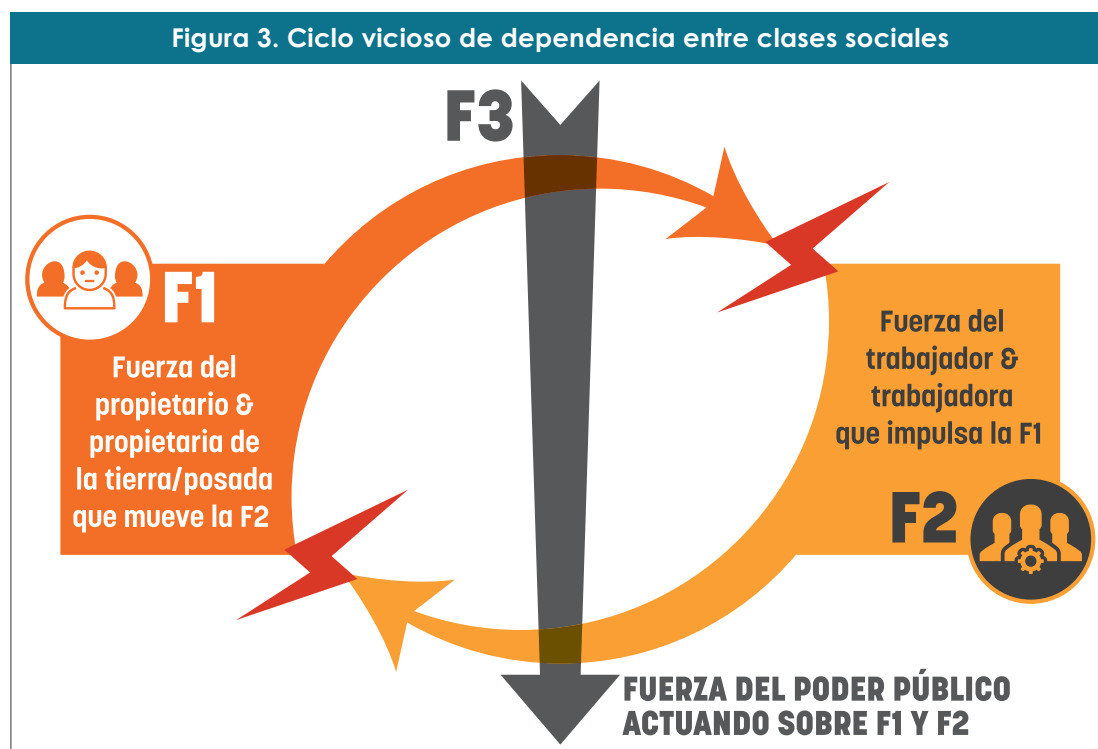 Figura 3. Ciclo vicioso de dependencia entre clases sociales
F3
F1
Fuerza del
propietario &
propietaria de
la tierra/posada
que mueve la F2
Fuerza del
trabajador &
trabajadora
que impulsa la F1
F2
FUERZA DEL PODER PÚBLICO
ACTUANDO SOBRE F1 Y F2